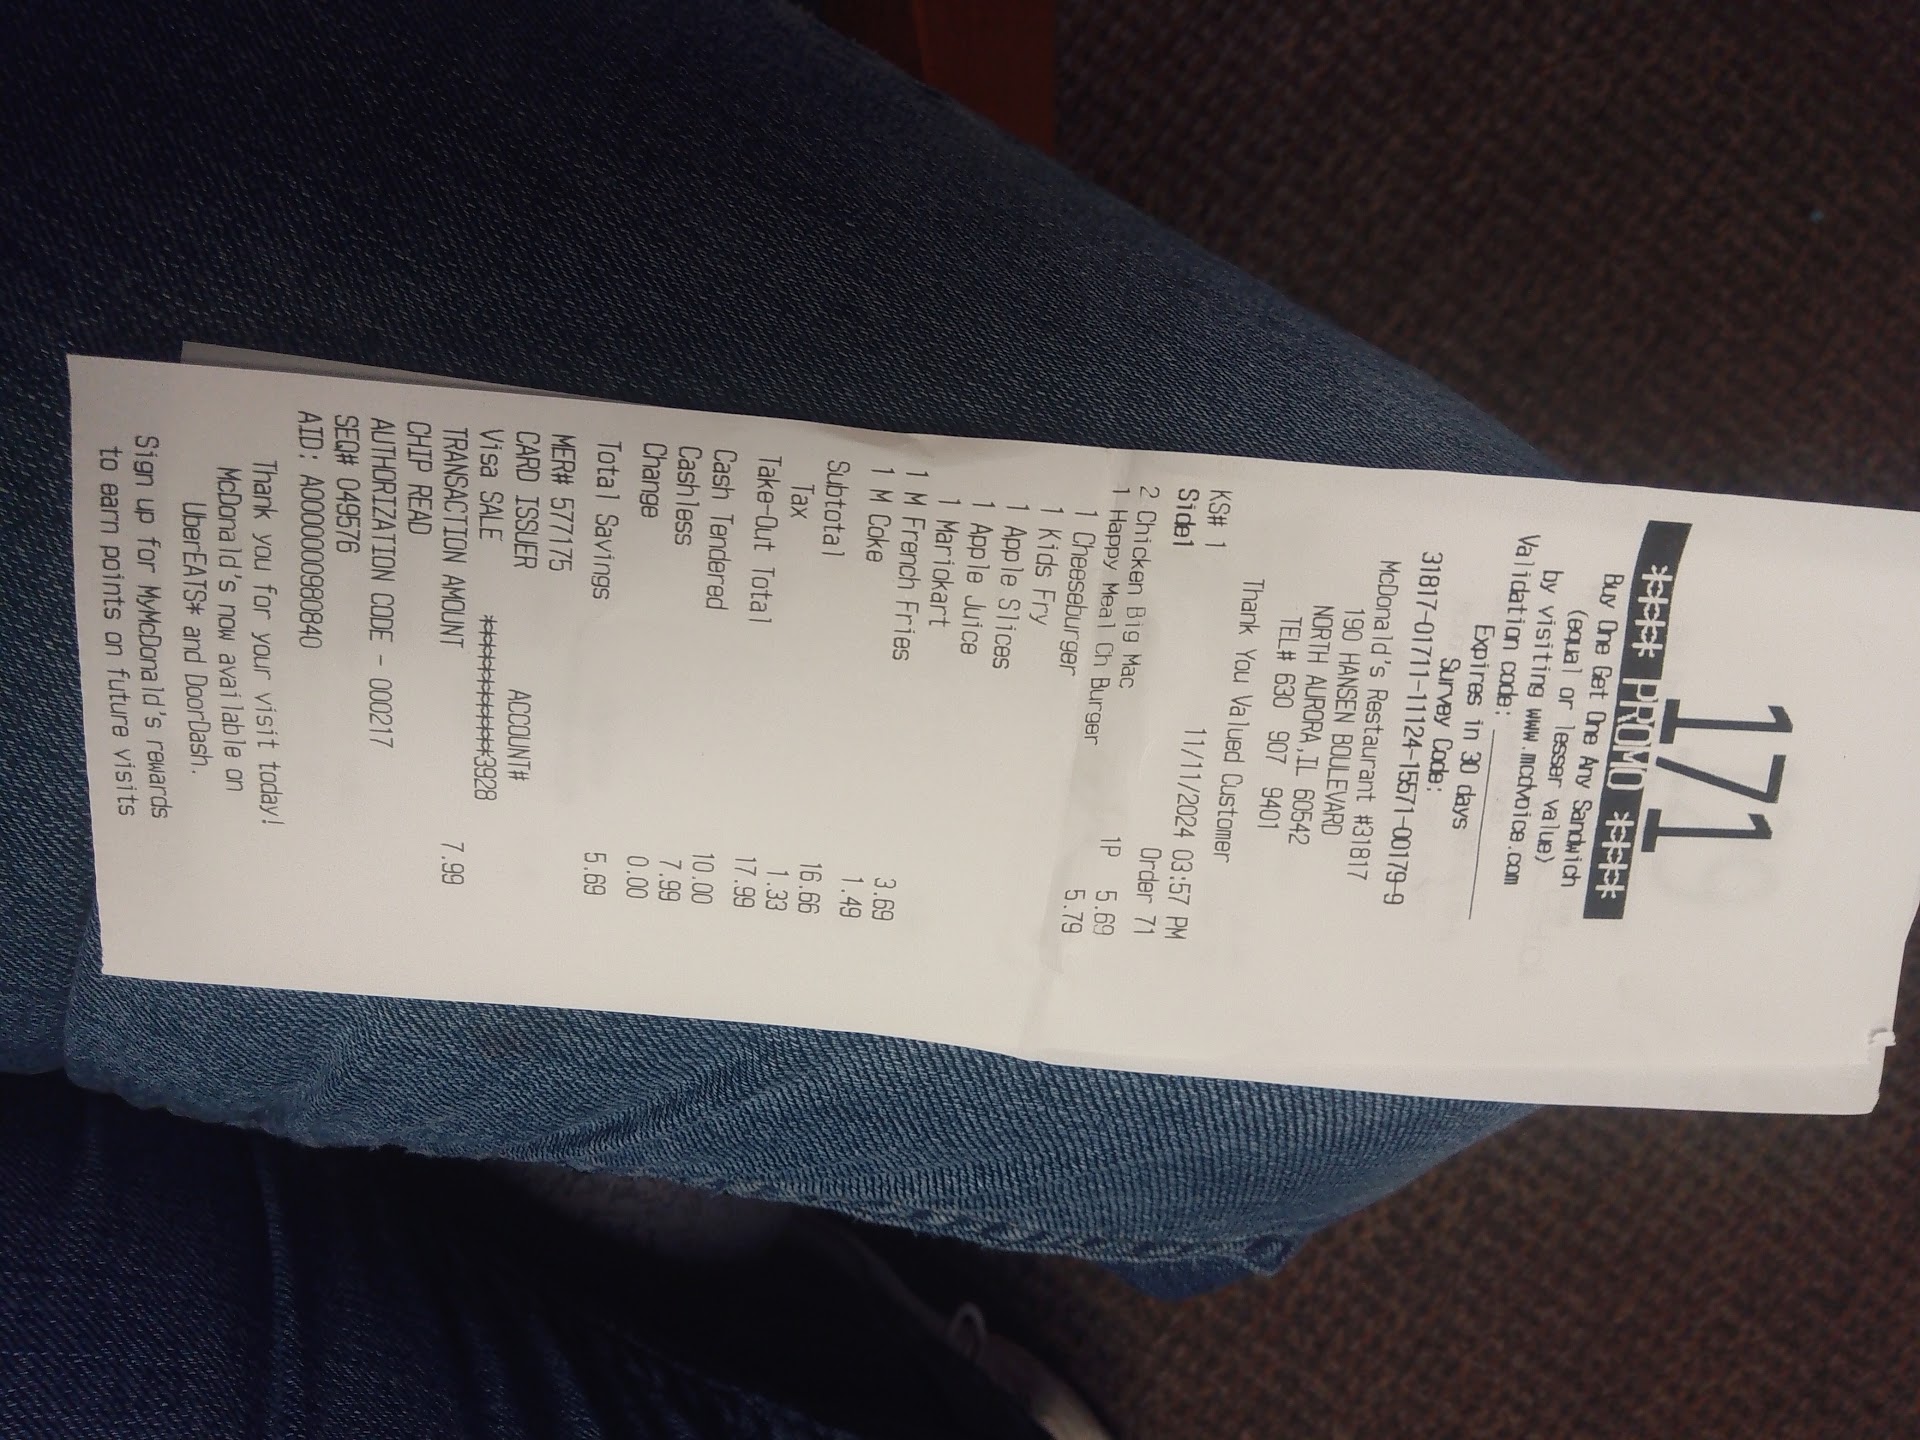 171
**** PROMO ****
Buy One Get One Any Sandwich
(equal or lesser value)
by visiting www.mcdvoice.com
Validation code:
Expires in 30 days
Survey Code:
31817-01711-11124-15571-00179-9
McDonald's Restaurant #31817
190 HANSEN BOULEVARD
NORTH AURORA,IL 60542
TEL# 630 907 9401
Thank You Valued Customer
KS# 1 11/11/2024 03:57 PM
Side1 Order 71
2 Chicken Big Mac 1P 5.69
1 Happy Meal Ch Burger 5.79
1 Cheeseburger
1 Kids Fry
1 Apple Slices
1 Apple Juice
1 Mariokart
1 M French Fries 3.69
1 M Coke 1.49
Subtotal 16.66
Tax 1.33
Take-Out Total 17.99
Cash Tendered 10.00
Cashless 7.99
Change 0.00
Total Savings 5.69
MER# 577175
CARD ISSUER ACCOUNT#
Visa SALE ************3928
TRANSACTION AMOUNT 7.99
CHIP READ
AUTHORIZATION CODE - 000217
SEQ# 049576
AID: A0000000980840
Thank you for your visit today!
McDonald's now available on
UberEATS* and DoorDash.
Sign up for MyMcDonald's rewards
to earn points on future visits